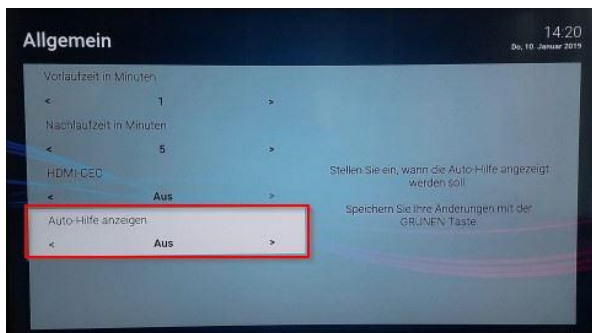 Allgemein
14:20
Do, 10. Januar 2019
Vorlaufzeit in Minuten
< 1 >
Nachlaufzeit in Minuten
< 5 >
HDMI-CEC
< Aus >
Auto-Hilfe anzeigen
< Aus >
Stellen Sie ein, wann die Auto-Hilfe angezeigt
werden soll.
Speichern Sie Ihre Änderungen mit der
GRÜNEN Taste.